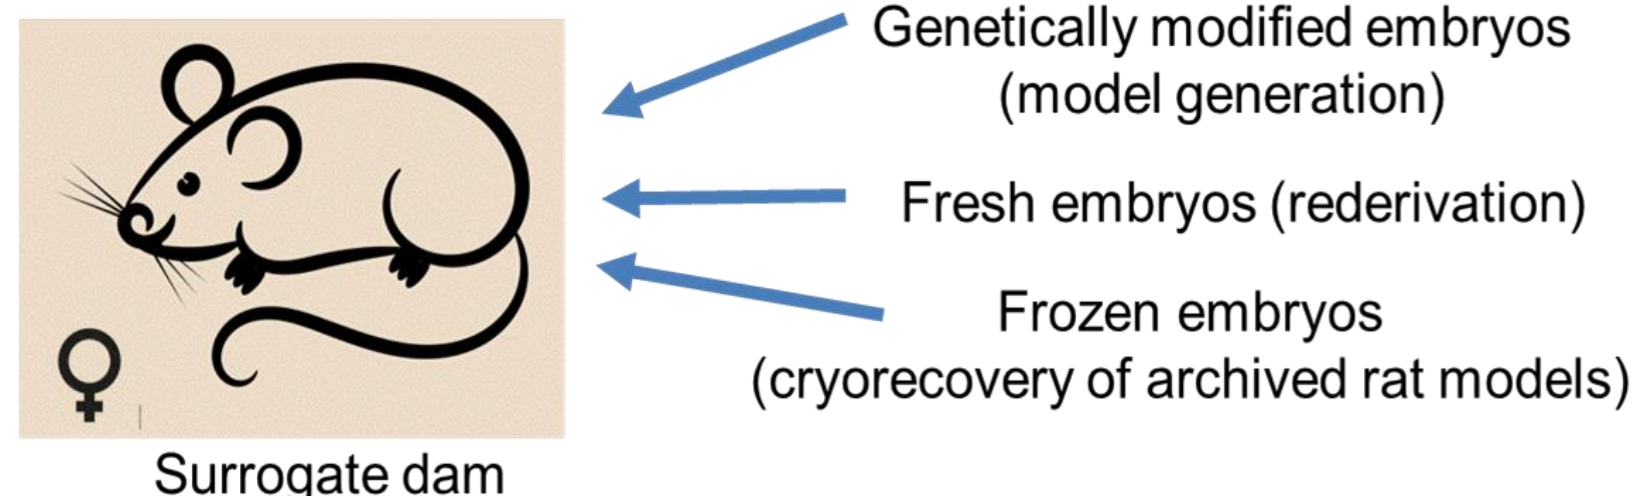 Genetically modified embryos
(model generation)
Fresh embryos (rederivation)
Frozen embryos
(cryorecovery of archived rat models)
Surrogate dam